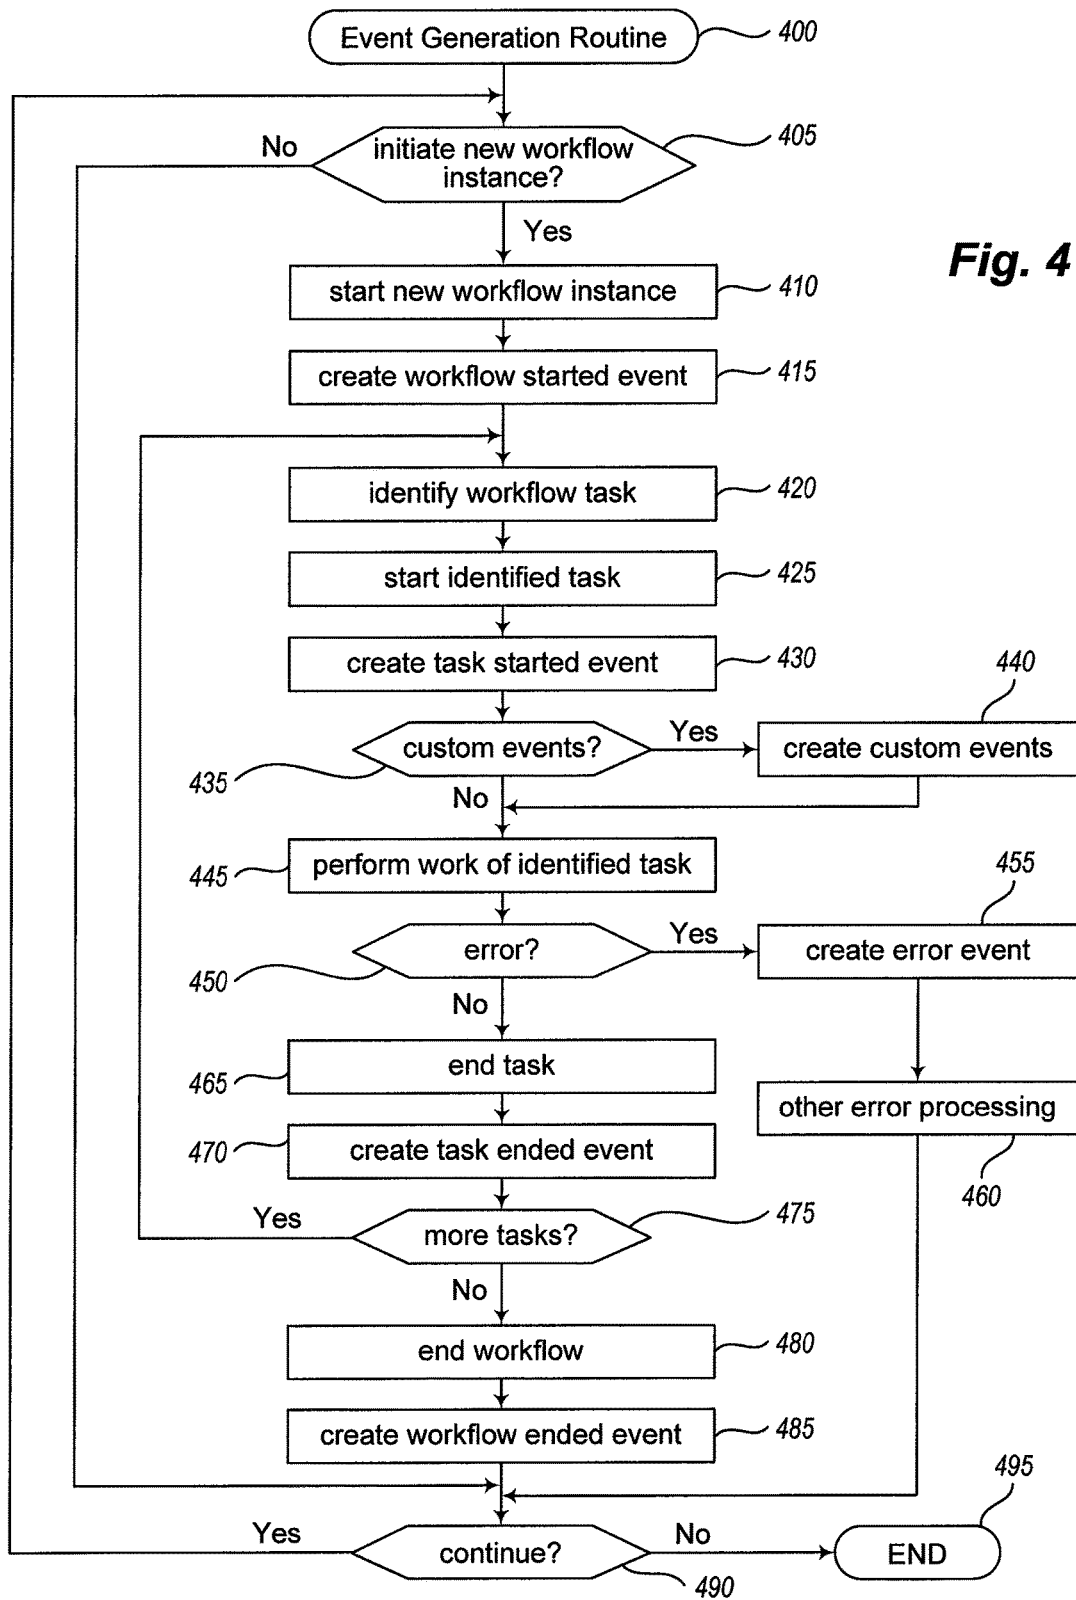 Event Generation Routine
400
No
initiate new workflow
instance?
405
Yes
Fig. 4
start new workflow instance
410
create workflow started event
415
identify workflow task
420
start identified task
425
create task started event
430
440
custom events?
Yes
create custom events
435
No
perform work of identified task
445
455
error?
Yes
create error event
450
No
end task
465
other error processing
create task ended event
470
460
Yes
more tasks?
475
No
end workflow
480
create workflow ended event
485
495
Yes
continue?
No
END
490